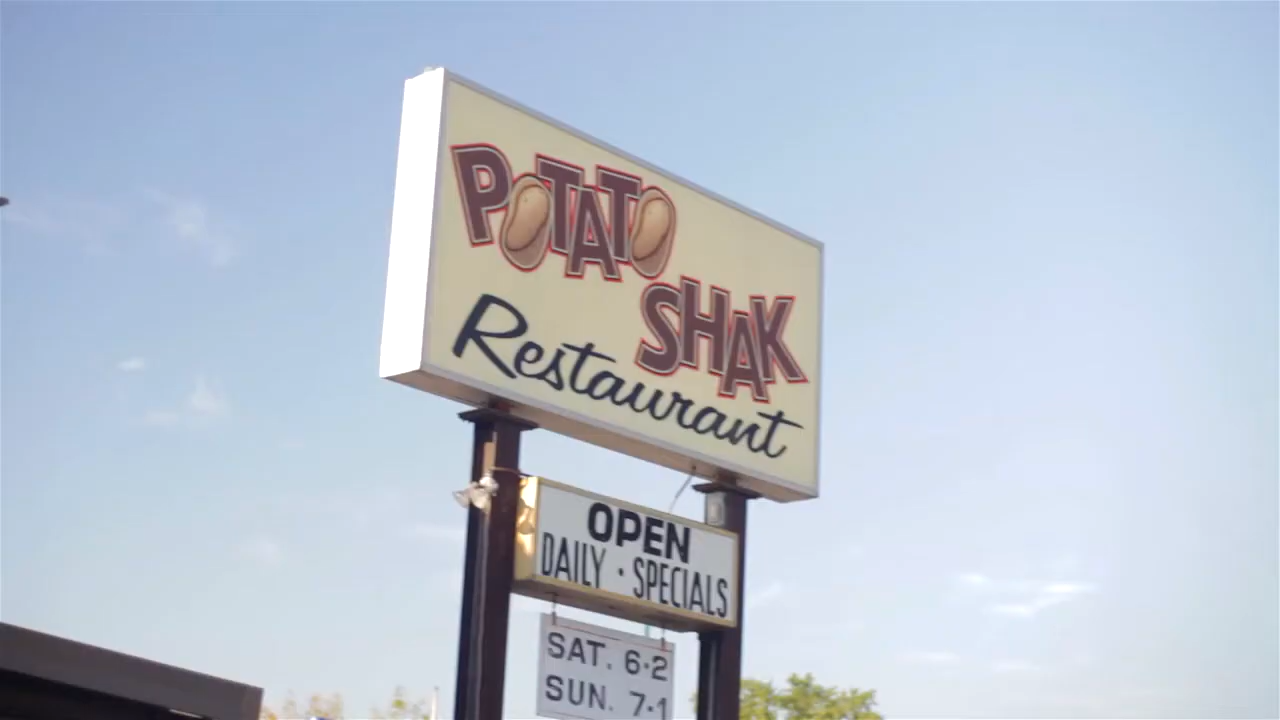 POTATO
SHAK
Restaurant
OPEN
DAILY · SPECIALS
SAT. 6-2
SUN. 7-1